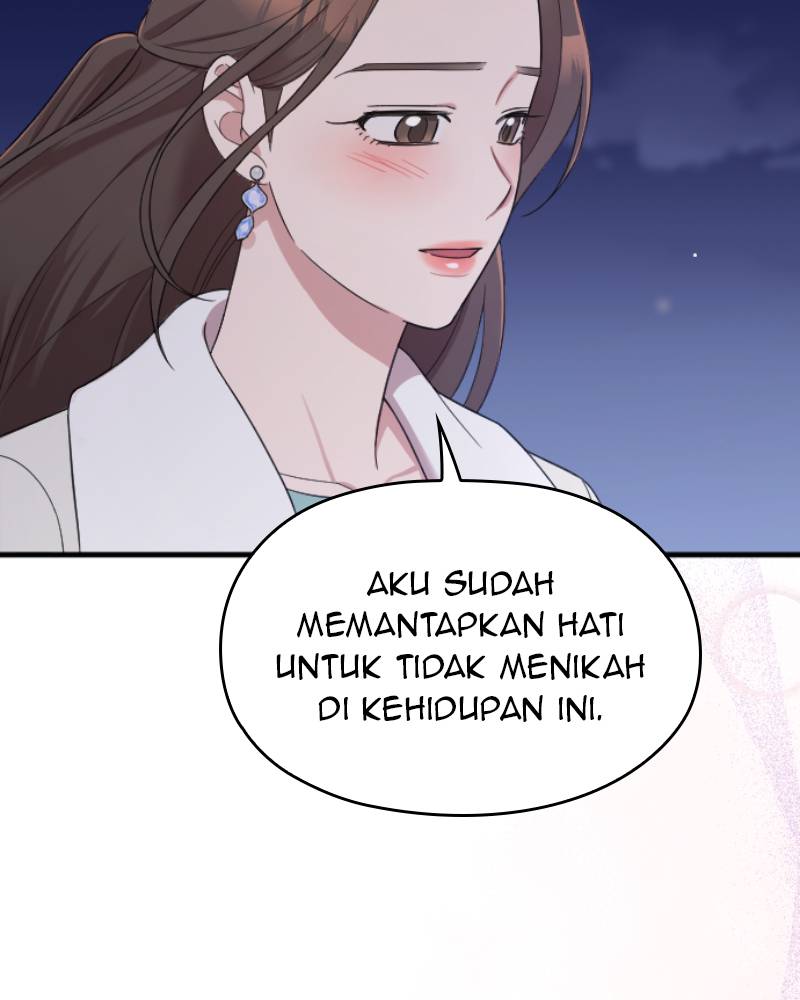 AKU SUDAH
MEMANTAPKAN HATI
UNTUK TIDAK MENIKAH
DI KEHIDUPAN INI.